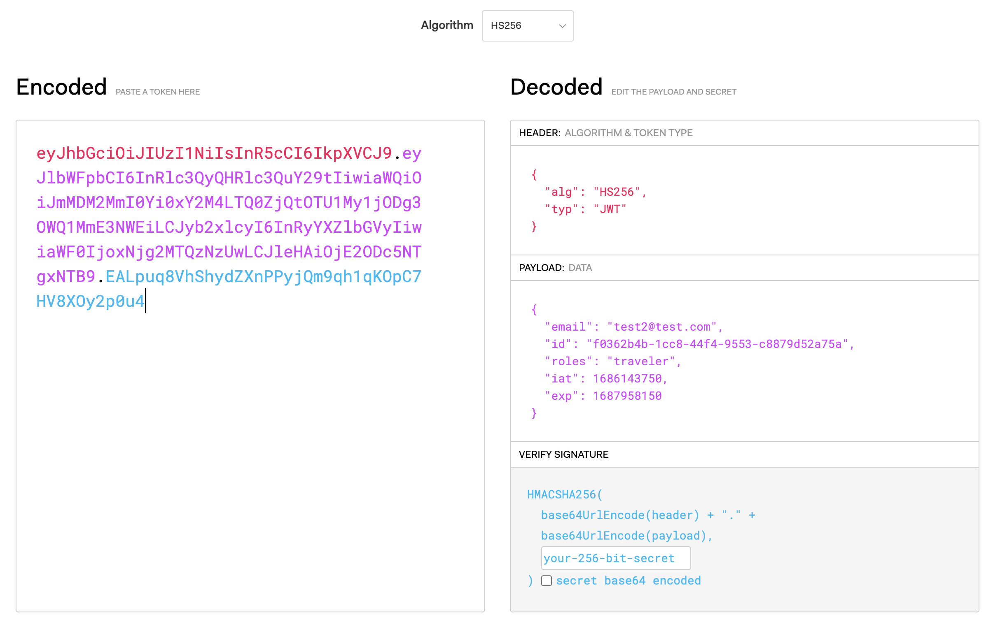 Algorithm HS256
Encoded PASTE A TOKEN HERE
eyJhbGciOiJIUzI1NiIsInR5cCI6IkpXVCJ9.ey
JlbWFpbCI6InRlc3QyQHRlc3QuY29tIiwiaWQiO
iJmMDM2MmI0Yi0xY2M4LTQ0ZjQtOTU1My1jODg3
OWQ1MmE3NWEiLCJyb2xlcyI6InRyYXZlbGVyIiw
iaWF0IjoxNjg2MTQzNzUwLCJleHAiOjE2ODc5NT
gxNTB9.EALpuq8VhShydZXnPPyjQm9qh1qKOpC7
HV8XOy2p0u4
Decoded EDIT THE PAYLOAD AND SECRET
HEADER: ALGORITHM & TOKEN TYPE
{
  "alg": "HS256",
  "typ": "JWT"
}
PAYLOAD: DATA
{
  "email": "test2@test.com",
  "id": "f0362b4b-1cc8-44f4-9553-c8879d52a75a",
  "roles": "traveler",
  "iat": 1686143750,
  "exp": 1687958150
}
VERIFY SIGNATURE
HMACSHA256(
  base64UrlEncode(header) + "." +
  base64UrlEncode(payload),
  your-256-bit-secret
) secret base64 encoded